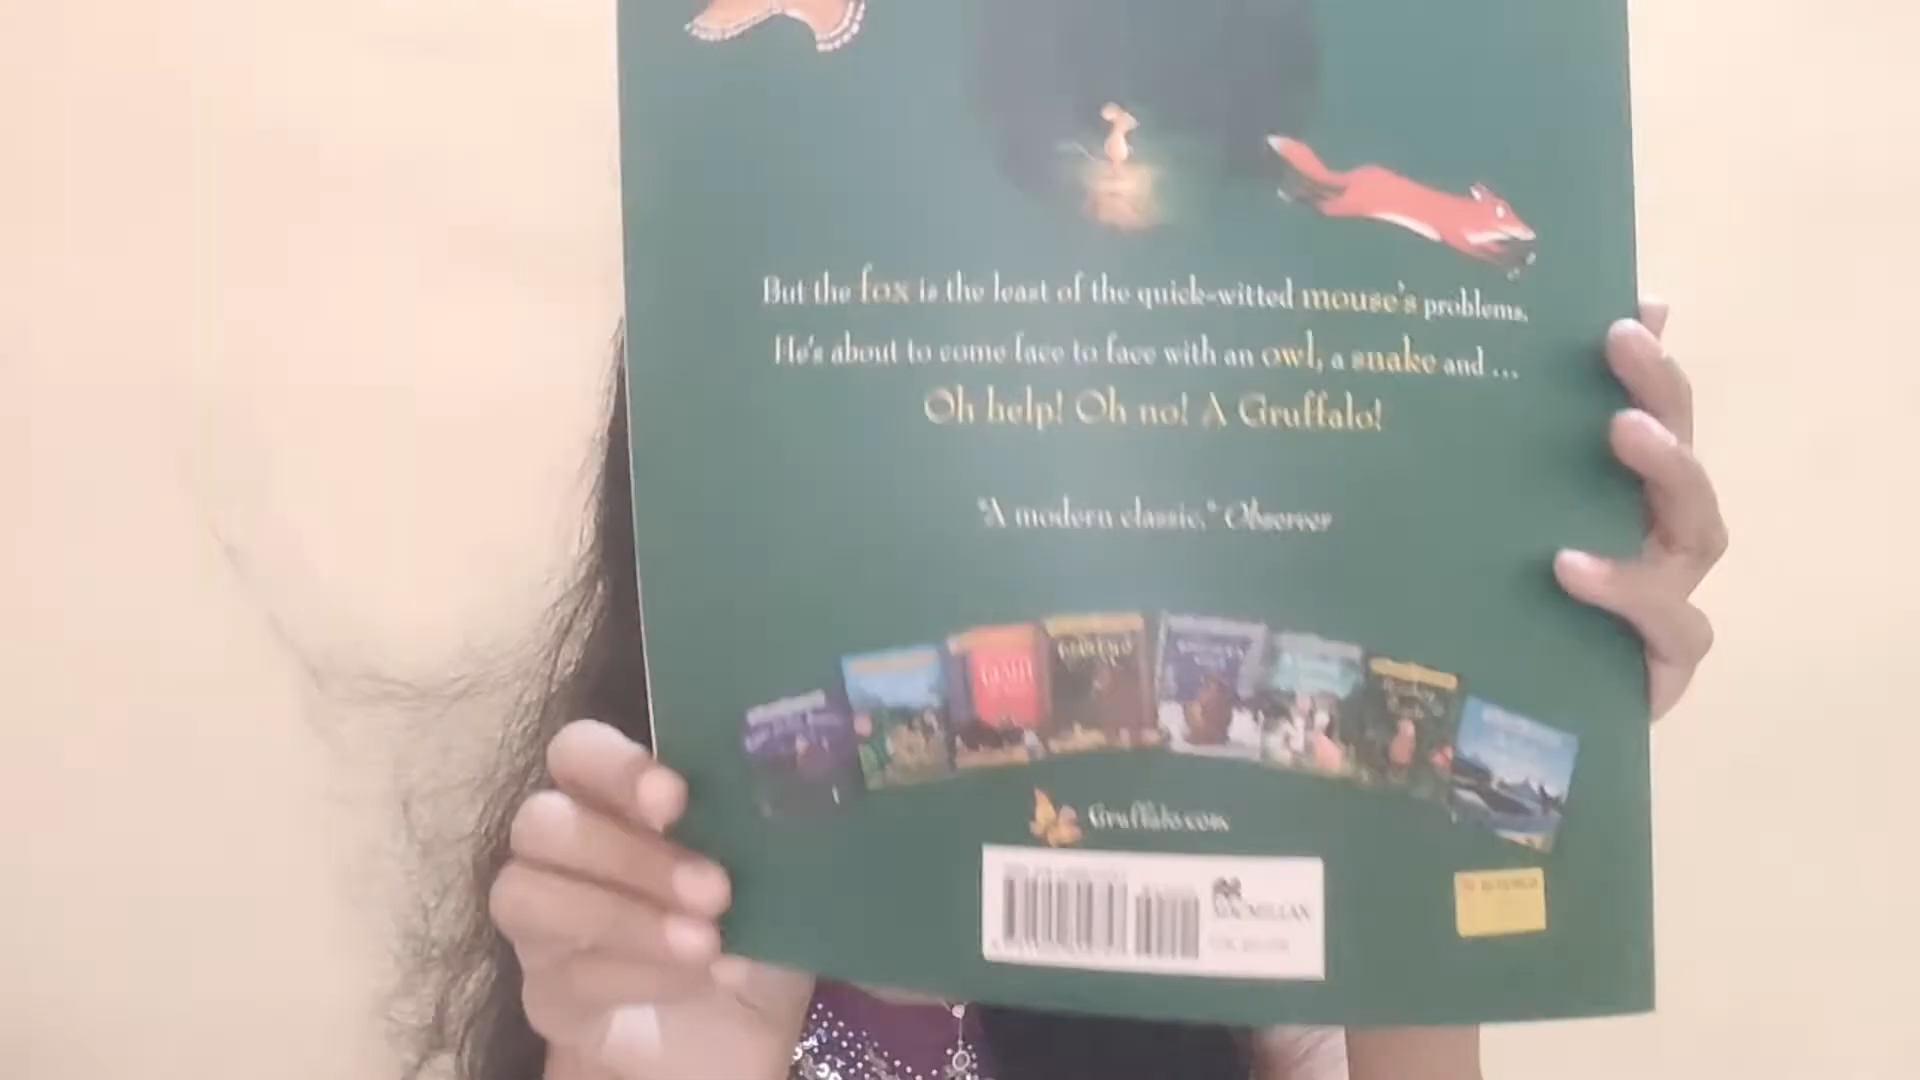 But the fox is the least of the quick-witted mouse's problems.
He's about to come face to face with an owl, a snake and ...
Oh help! Oh no! A Gruffalo!
"A modern classic." Observer
Gruffalo.com
MACMILLAN